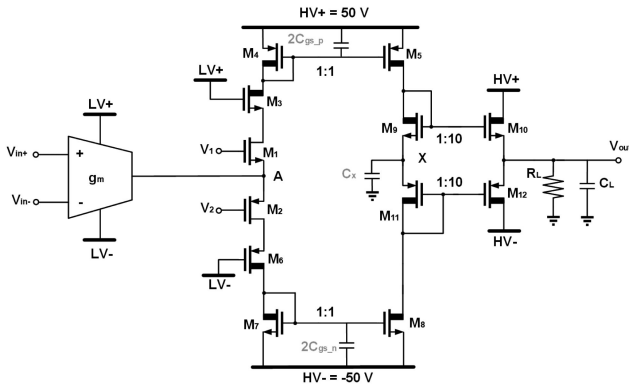 HV+ = 50 V
2Cgs_p
M4
M5
1:1
LV+
M3
HV+
LV+
M9
1:10
M10
V1
M1
Vin+
+
gm
A
X
Vout
Cx
1:10
RL
CL
Vin-
-
V2
M2
M11
M12
LV-
M6
HV-
LV-
1:1
M7
M8
2Cgs_n
HV- = -50 V